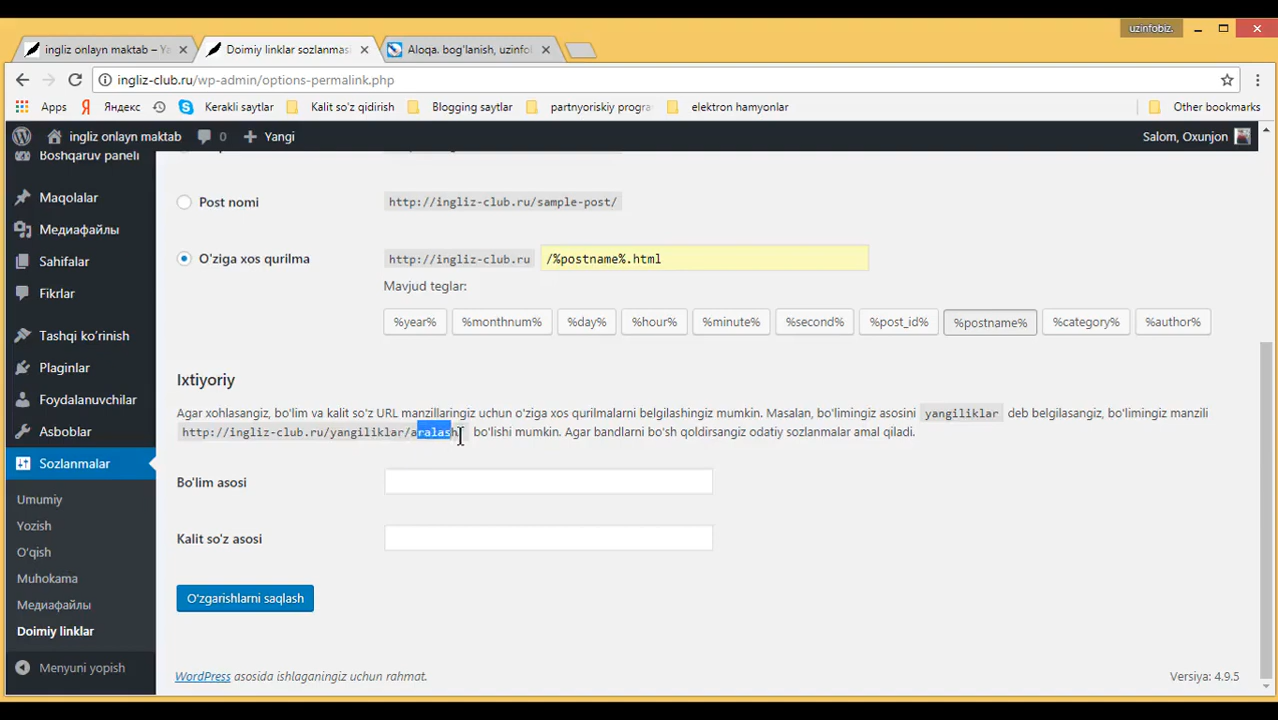 uzinfobiz.
ingliz onlayn maktab – Ya
Doimiy linklar sozlanmasi
Aloqa. bog'lanish, uzinfo
ingliz-club.ru/wp-admin/options-permalink.php
Apps Яндекс Kerakli saytlar Kalit so'z qidirish Blogging saytlar partnyoriskiy progra elektron hamyonlar Other bookmarks
ingliz onlayn maktab 0 Yangi Salom, Oxunjon
Boshqaruv paneli
Maqolalar
Медиафайлы
Sahifalar
Fikrlar
Tashqi ko‘rinish
Plaginlar
Foydalanuvchilar
Asboblar
Sozlanmalar
Umumiy
Yozish
O'qish
Muhokama
Медиафайлы
Doimiy linklar
Menyuni yopish
Post nomi http://ingliz-club.ru/sample-post/
O'ziga xos qurilma http://ingliz-club.ru /%postname%.html
Mavjud teglar:
%year% %monthnum% %day% %hour% %minute% %second% %post_id% %postname% %category% %author%
Ixtiyoriy
Agar xohlasangiz, bo'lim va kalit so'z URL manzillaringiz uchun o'ziga xos qurilmalarni belgilashingiz mumkin. Masalan, bo'limingiz asosini yangiliklar deb belgilasangiz, bo'limingiz manzili
http://ingliz-club.ru/yangiliklar/aralash/ bo'lishi mumkin. Agar bandlarni bo'sh qoldirsangiz odatiy sozlanmalar amal qiladi.
Bo'lim asosi
Kalit so'z asosi
O'zgarishlarni saqlash
WordPress asosida ishlaganingiz uchun rahmat.
Versiya: 4.9.5